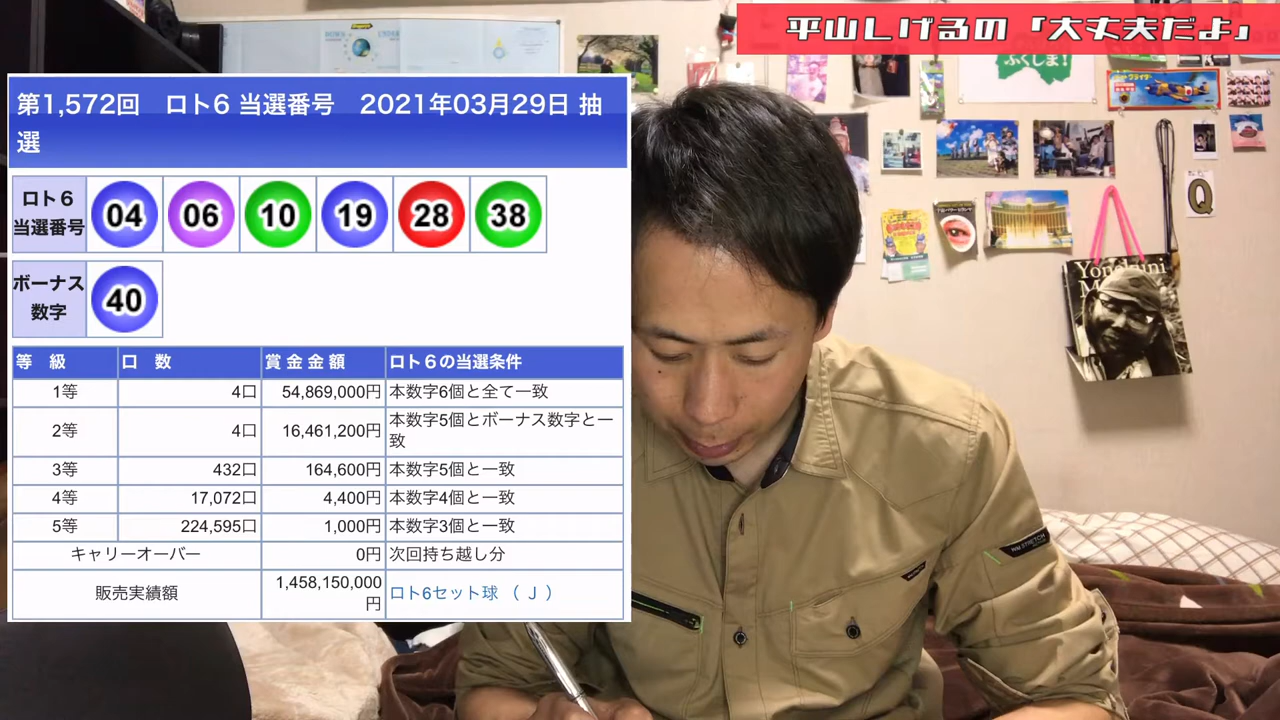 平山しげるの「大丈夫だよ」
第1,572回　ロト6 当選番号　2021年03月29日 抽
選
ロト6
当選番号
04 06 10 19 28 38
ボーナス
数字
40
等　級 口　数 賞 金 金 額 ロト６の当選条件
1等 4口 54,869,000円 本数字6個と全て一致
2等 4口 16,461,200円 本数字5個とボーナス数字と一
致
3等 432口 164,600円 本数字5個と一致
4等 17,072口 4,400円 本数字4個と一致
5等 224,595口 1,000円 本数字3個と一致
キャリーオーバー 0円 次回持ち越し分
販売実績額 1,458,150,000
円 ロト6セット球 （ J ）
ふくしま！
Q